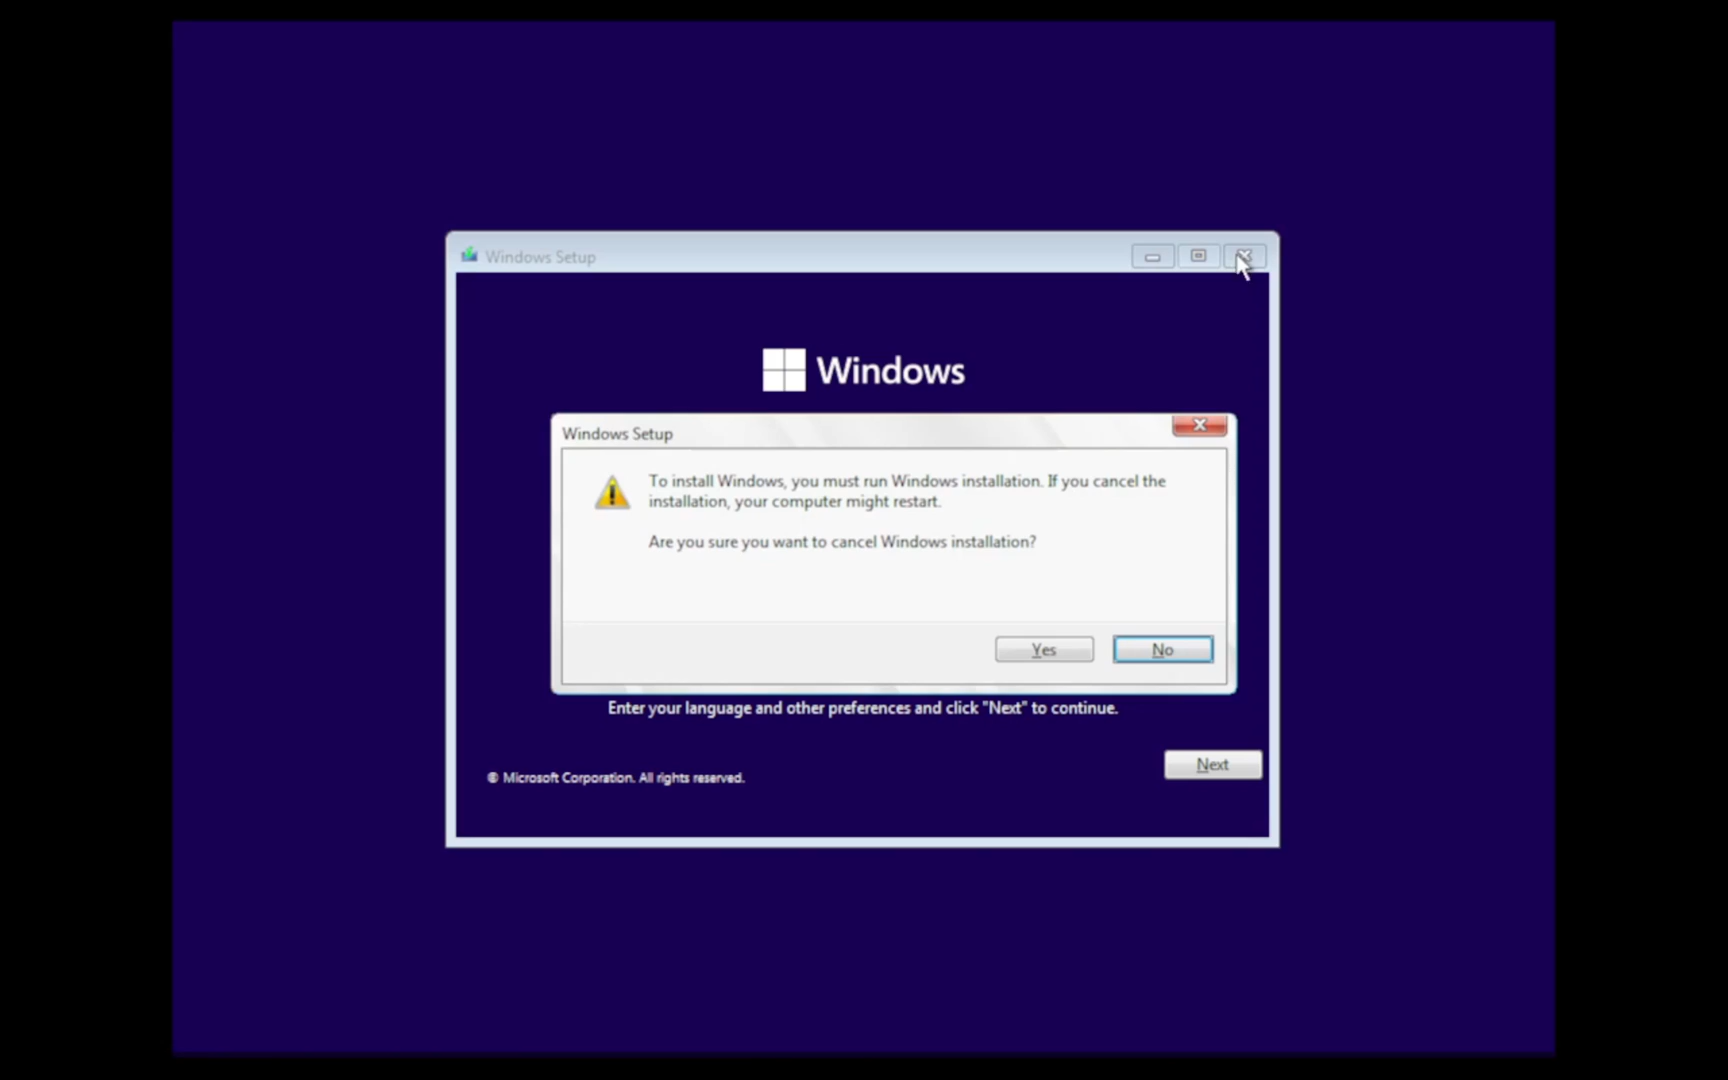 Windows Setup
Windows
Windows Setup
To install Windows, you must run Windows installation. If you cancel the
installation, your computer might restart.
Are you sure you want to cancel Windows installation?
Yes
No
Enter your language and other preferences and click "Next" to continue.
Next
© Microsoft Corporation. All rights reserved.